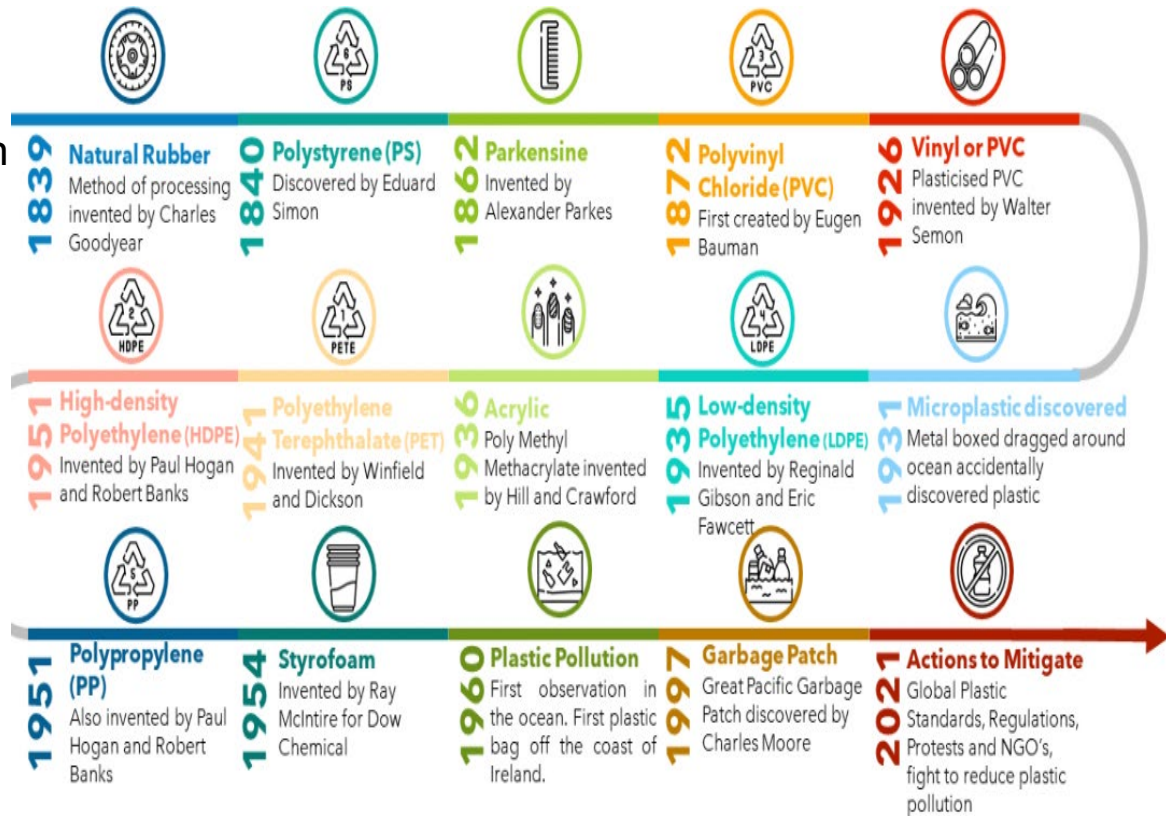 6
PS
3
PVC
n
1839
Natural Rubber
Method of processing
invented by Charles
Goodyear
1840
Polystyrene (PS)
Discovered by Eduard
Simon
1862
Parkensine
Invented by
Alexander Parkes
1872
Polyvinyl
Chloride (PVC)
First created by Eugen
Bauman
1926
Vinyl or PVC
Plasticised PVC
invented by Walter
Semon
2
HDPE
1
PETE
4
LDPE
1951
High-density
Polyethylene (HDPE)
Invented by Paul Hogan
and Robert Banks
1941
Polyethylene
Terephthalate (PET)
Invented by Winfield
and Dickson
1936
Acrylic
Poly Methyl
Methacrylate invented
by Hill and Crawford
1935
Low-density
Polyethylene (LDPE)
Invented by Reginald
Gibson and Eric
Fawcett
1931
Microplastic discovered
Metal boxed dragged around
ocean accidentally
discovered plastic
5
PP
1951
Polypropylene
(PP)
Also invented by Paul
Hogan and Robert
Banks
1954
Styrofoam
Invented by Ray
McIntire for Dow
Chemical
1960
Plastic Pollution
First observation in
the ocean. First plastic
bag off the coast of
Ireland.
1997
Garbage Patch
Great Pacific Garbage
Patch discovered by
Charles Moore
2021
Actions to Mitigate
Global Plastic
Standards, Regulations,
Protests and NGO's,
fight to reduce plastic
pollution